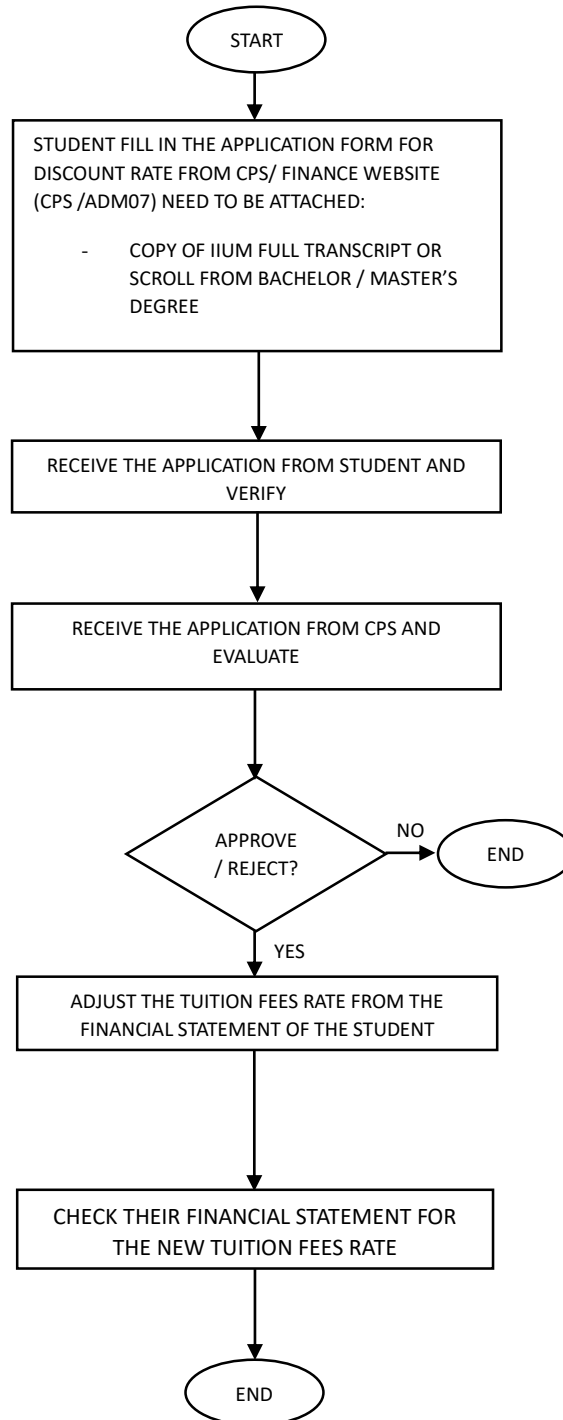 START
STUDENT FILL IN THE APPLICATION FORM FOR
DISCOUNT RATE FROM CPS/ FINANCE WEBSITE
(CPS /ADM07) NEED TO BE ATTACHED:
- COPY OF IIUM FULL TRANSCRIPT OR
SCROLL FROM BACHELOR / MASTER’S
DEGREE
RECEIVE THE APPLICATION FROM STUDENT AND
VERIFY
RECEIVE THE APPLICATION FROM CPS AND
EVALUATE
APPROVE
/ REJECT?
NO
END
YES
ADJUST THE TUITION FEES RATE FROM THE
FINANCIAL STATEMENT OF THE STUDENT
CHECK THEIR FINANCIAL STATEMENT FOR
THE NEW TUITION FEES RATE
END